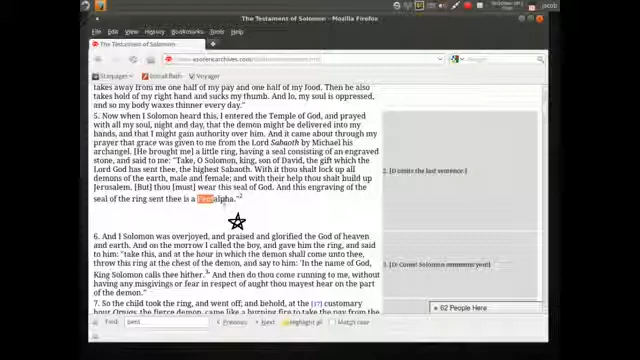 The Testament of Solomon - Mozilla Firefox
jacob
File Edit View History Bookmarks Tools Help
The Testament of Solomon
Startpages Install Path Voyager
takes away from me one half of my pay and one half of my food. Then he also
takes hold of my right hand and sucks my thumb. And lo, my soul is oppressed,
and so my body waxes thinner every day."
5. Now when I Solomon heard this, I entered the Temple of God, and prayed
with all my soul, night and day, that the demon might be delivered into my
hands, and that I might gain authority over him. And it came about through my
prayer that grace was given to me from the Lord Sabaoth by Michael his
archangel. [He brought me] a little ring, having a seal consisting of an engraved
stone, and said to me: "Take, O Solomon, king, son of David, the gift which the
Lord God has sent thee, the highest Sabaoth. With it thou shalt lock up all
demons of the earth, male and female; and with their help thou shalt build up
Jerusalem. [But] thou [must] wear this seal of God. And this engraving of the
seal of the ring sent thee is a Pentalpha."2
2. [D omits the last sentence.]
6. And I Solomon was overjoyed, and praised and glorified the God of heaven
and earth. And on the morrow I called the boy, and gave him the ring, and said
to him: "take this, and at the hour in which the demon shall come unto thee,
throw this ring at the chest of the demon, and say to him: 'In the name of God,
King Solomon calls thee hither.'3 And then do thou come running to me, without
having any misgivings or fear in respect of aught thou mayest hear on the part
of the demon."
3. [D: Come! Solomon summons you!]
7. So the child took the ring, and went off; and behold, at the [17] customary
hour Ornias, the fierce demon, came like a burning fire to take the pay from the
62 People Here
Find: pent Previous Next Highlight all Match case